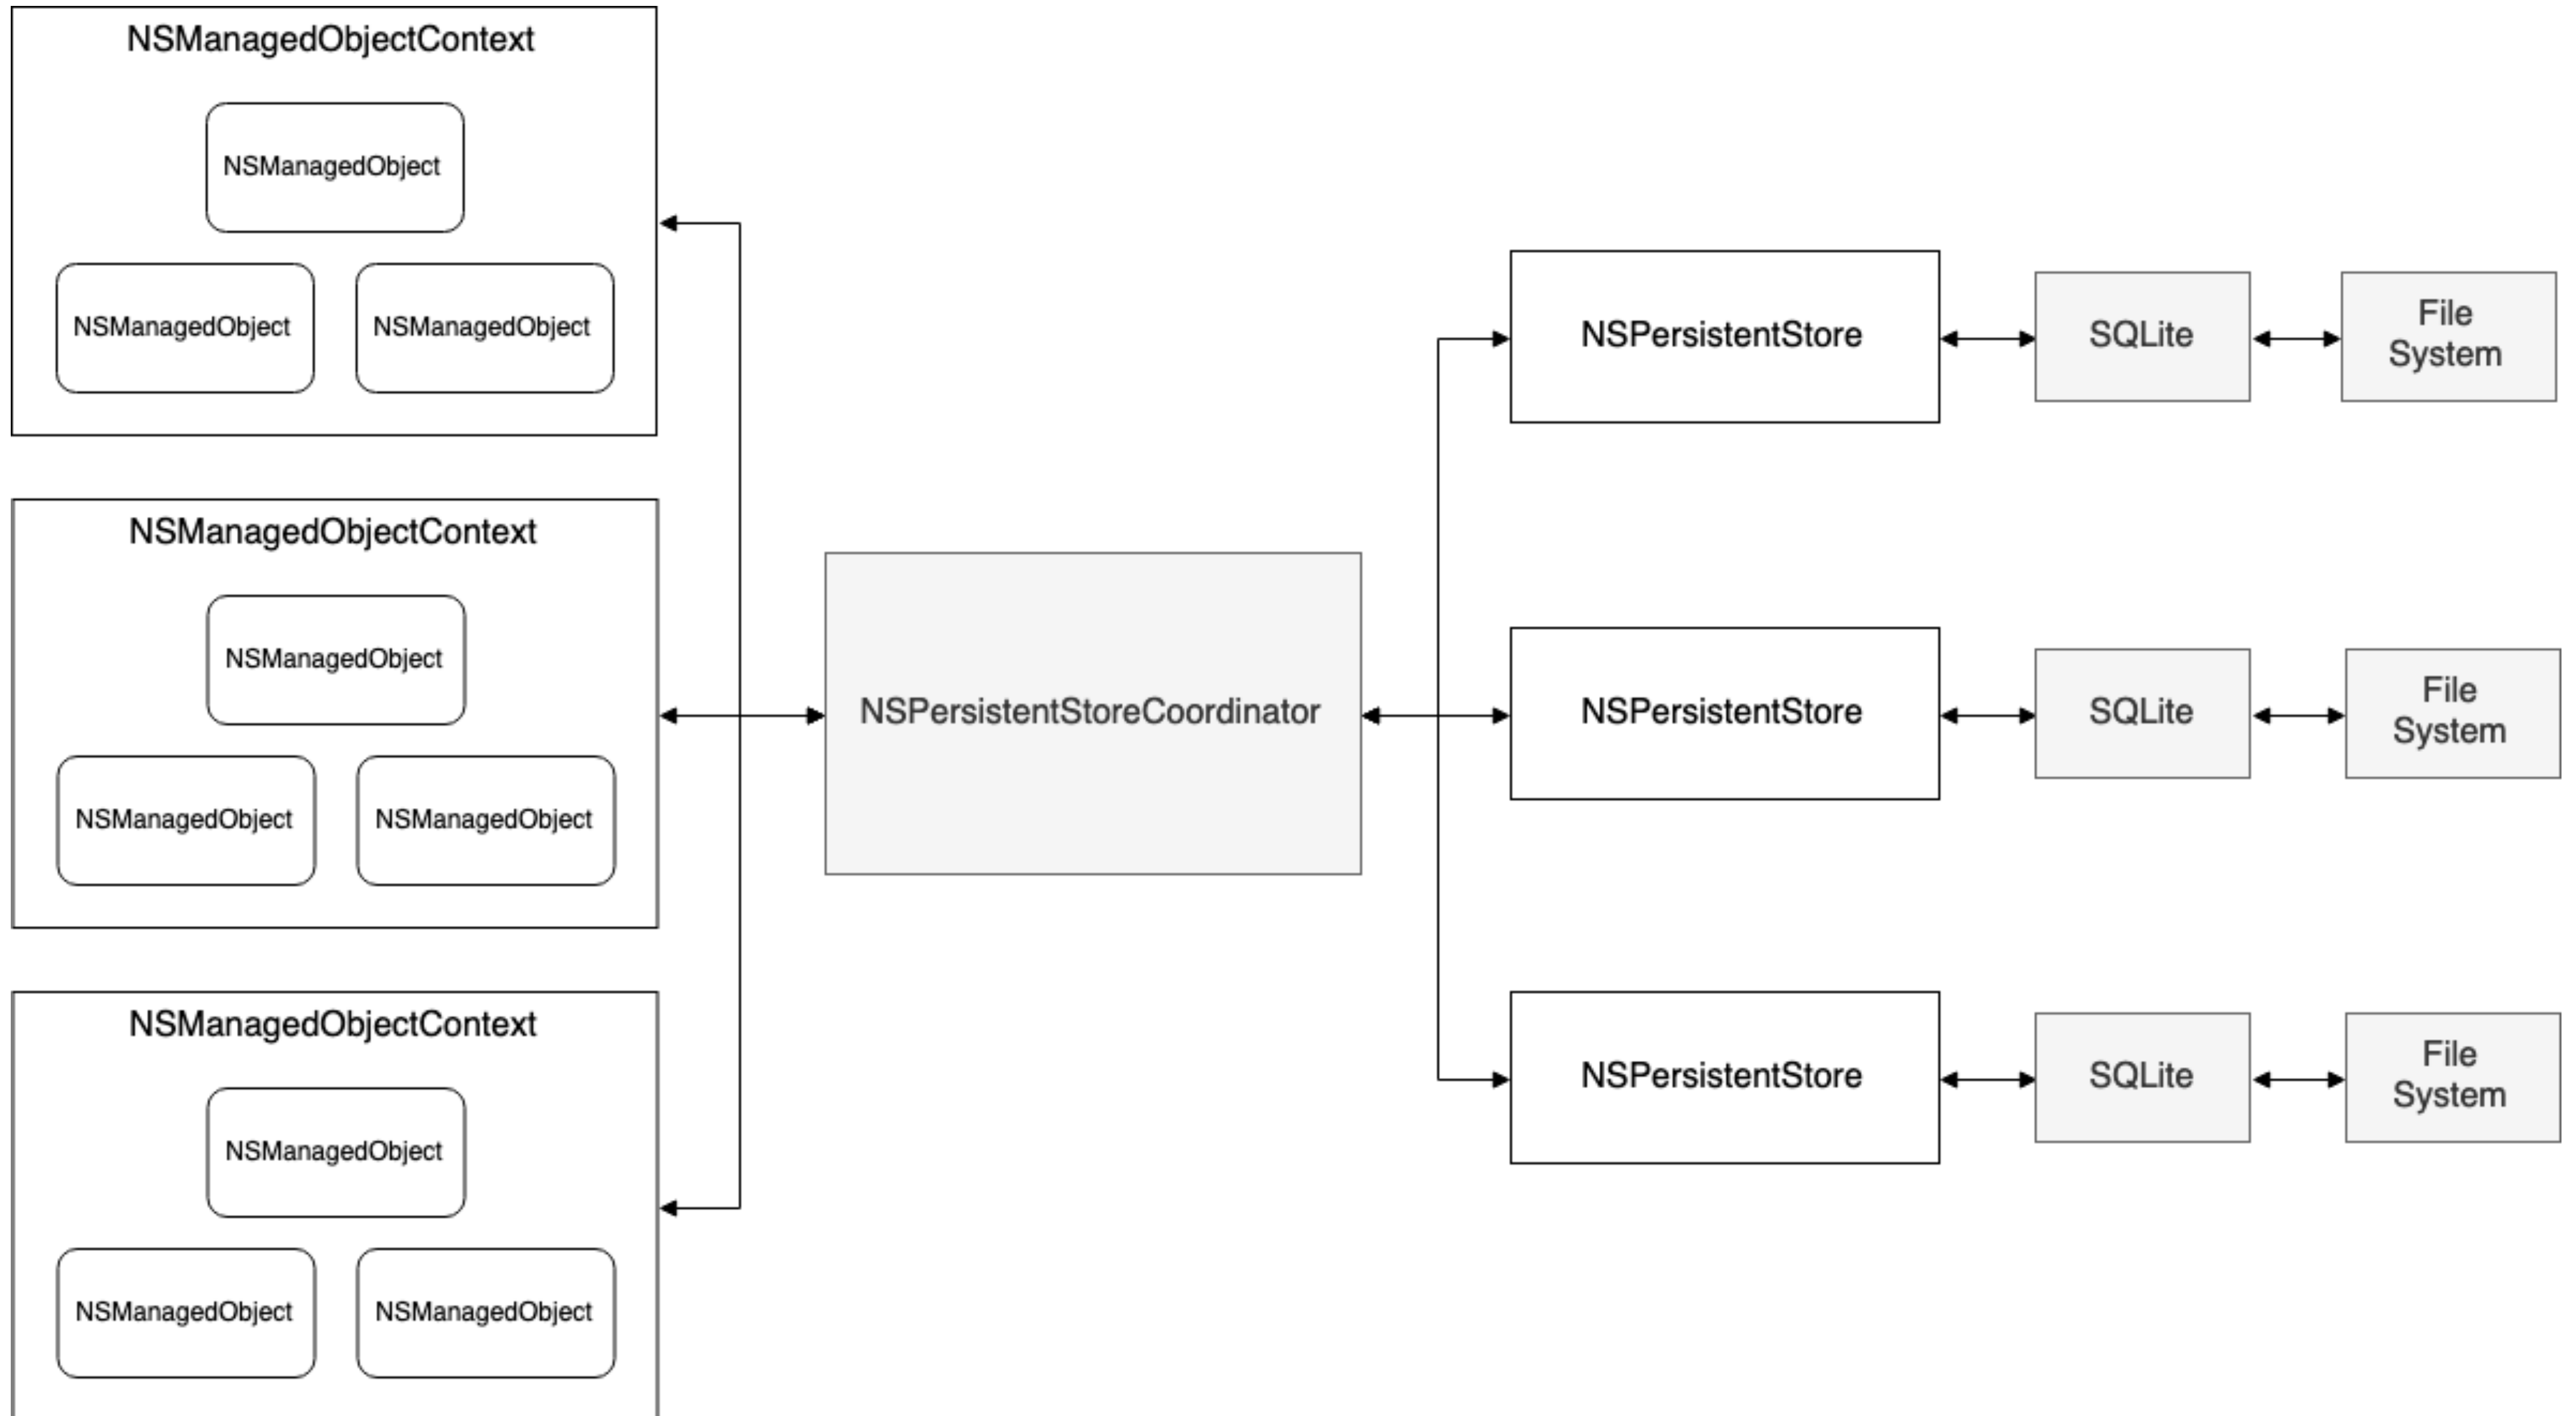 NSManagedObjectContext
NSManagedObject
NSManagedObject
NSManagedObject
NSManagedObjectContext
NSManagedObject
NSManagedObject
NSManagedObject
NSManagedObjectContext
NSManagedObject
NSManagedObject
NSManagedObject
NSPersistentStoreCoordinator
NSPersistentStore
SQLite
File
System
NSPersistentStore
SQLite
File
System
NSPersistentStore
SQLite
File
System